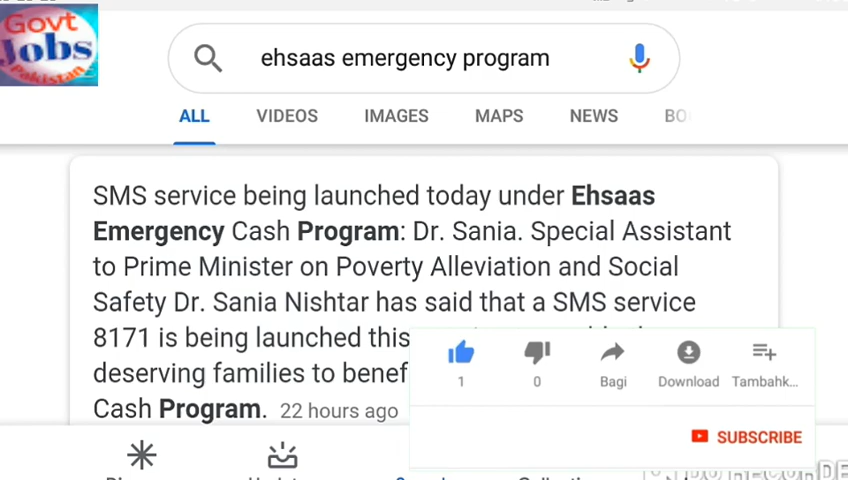 Govt
Jobs
Pakistan
ehsaas emergency program
ALL VIDEOS IMAGES MAPS NEWS BO
SMS service being launched today under Ehsaas
Emergency Cash Program: Dr. Sania. Special Assistant
to Prime Minister on Poverty Alleviation and Social
Safety Dr. Sania Nishtar has said that a SMS service
8171 is being launched this
deserving families to benef
Cash Program. 22 hours ago
1 0 Bagi Download Tambahk...
SUBSCRIBE